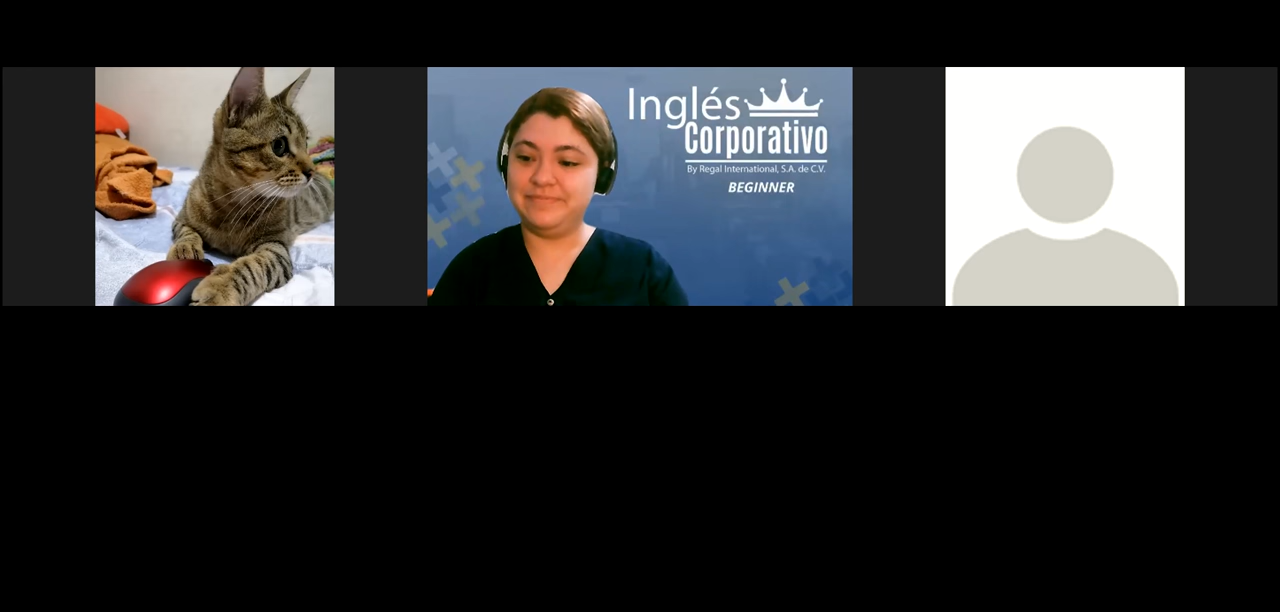 Inglés
Corporativo
By Regal International, S.A. de C.V.
BEGINNER